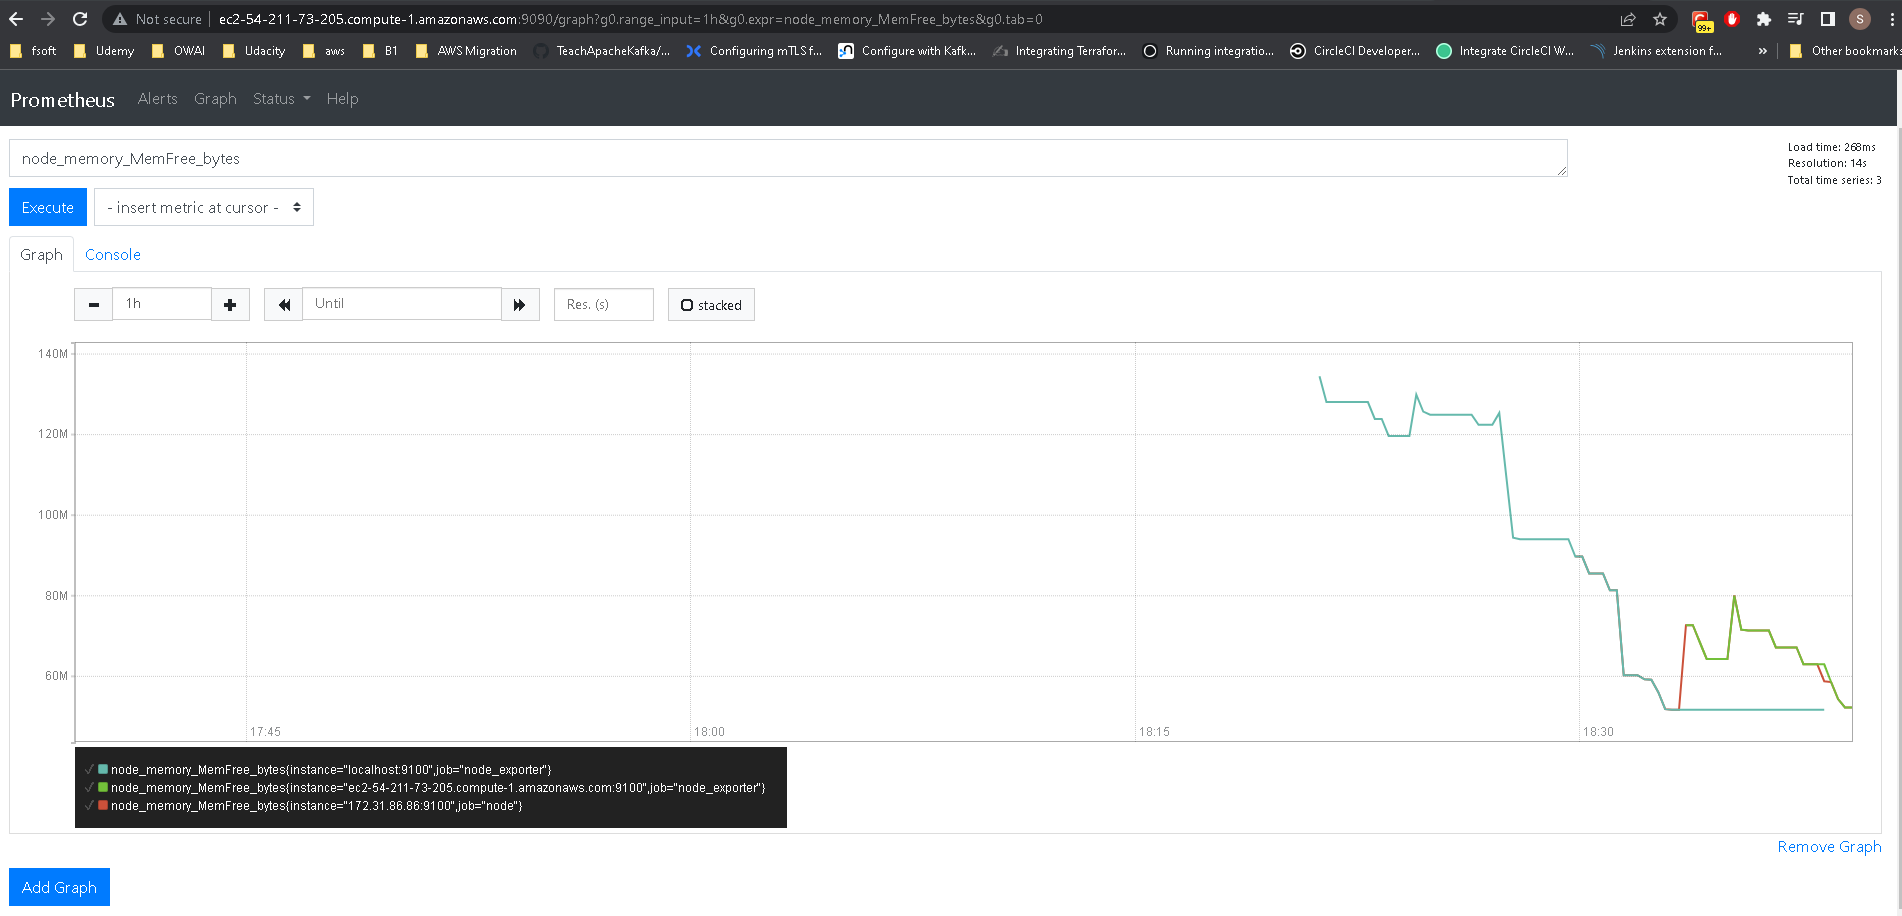 Not secure ec2-54-211-73-205.compute-1.amazonaws.com:9090/graph?g0.range_input=1h&g0.expr=node_memory_MemFree_bytes&g0.tab=0
99+
S
fsoft Udemy OWAI Udacity aws B1 AWS Migration TeachApacheKafka/... Configuring mTLS f... Configure with Kafk... Integrating Terrafor... Running integratio... CircleCI Developer... Integrate CircleCI W... Jenkins extension f... » Other bookmarks
Prometheus Alerts Graph Status Help
node_memory_MemFree_bytes
Load time: 268ms
Resolution: 14s
Total time series: 3
Execute - insert metric at cursor -
Graph Console
1h Until Res. (s) stacked
140M
120M
100M
80M
60M
17:45 18:00 18:15 18:30
node_memory_MemFree_bytes{instance="localhost:9100",job="node_exporter"}
node_memory_MemFree_bytes{instance="ec2-54-211-73-205.compute-1.amazonaws.com:9100",job="node_exporter"}
node_memory_MemFree_bytes{instance="172.31.86.86:9100",job="node"}
Remove Graph
Add Graph